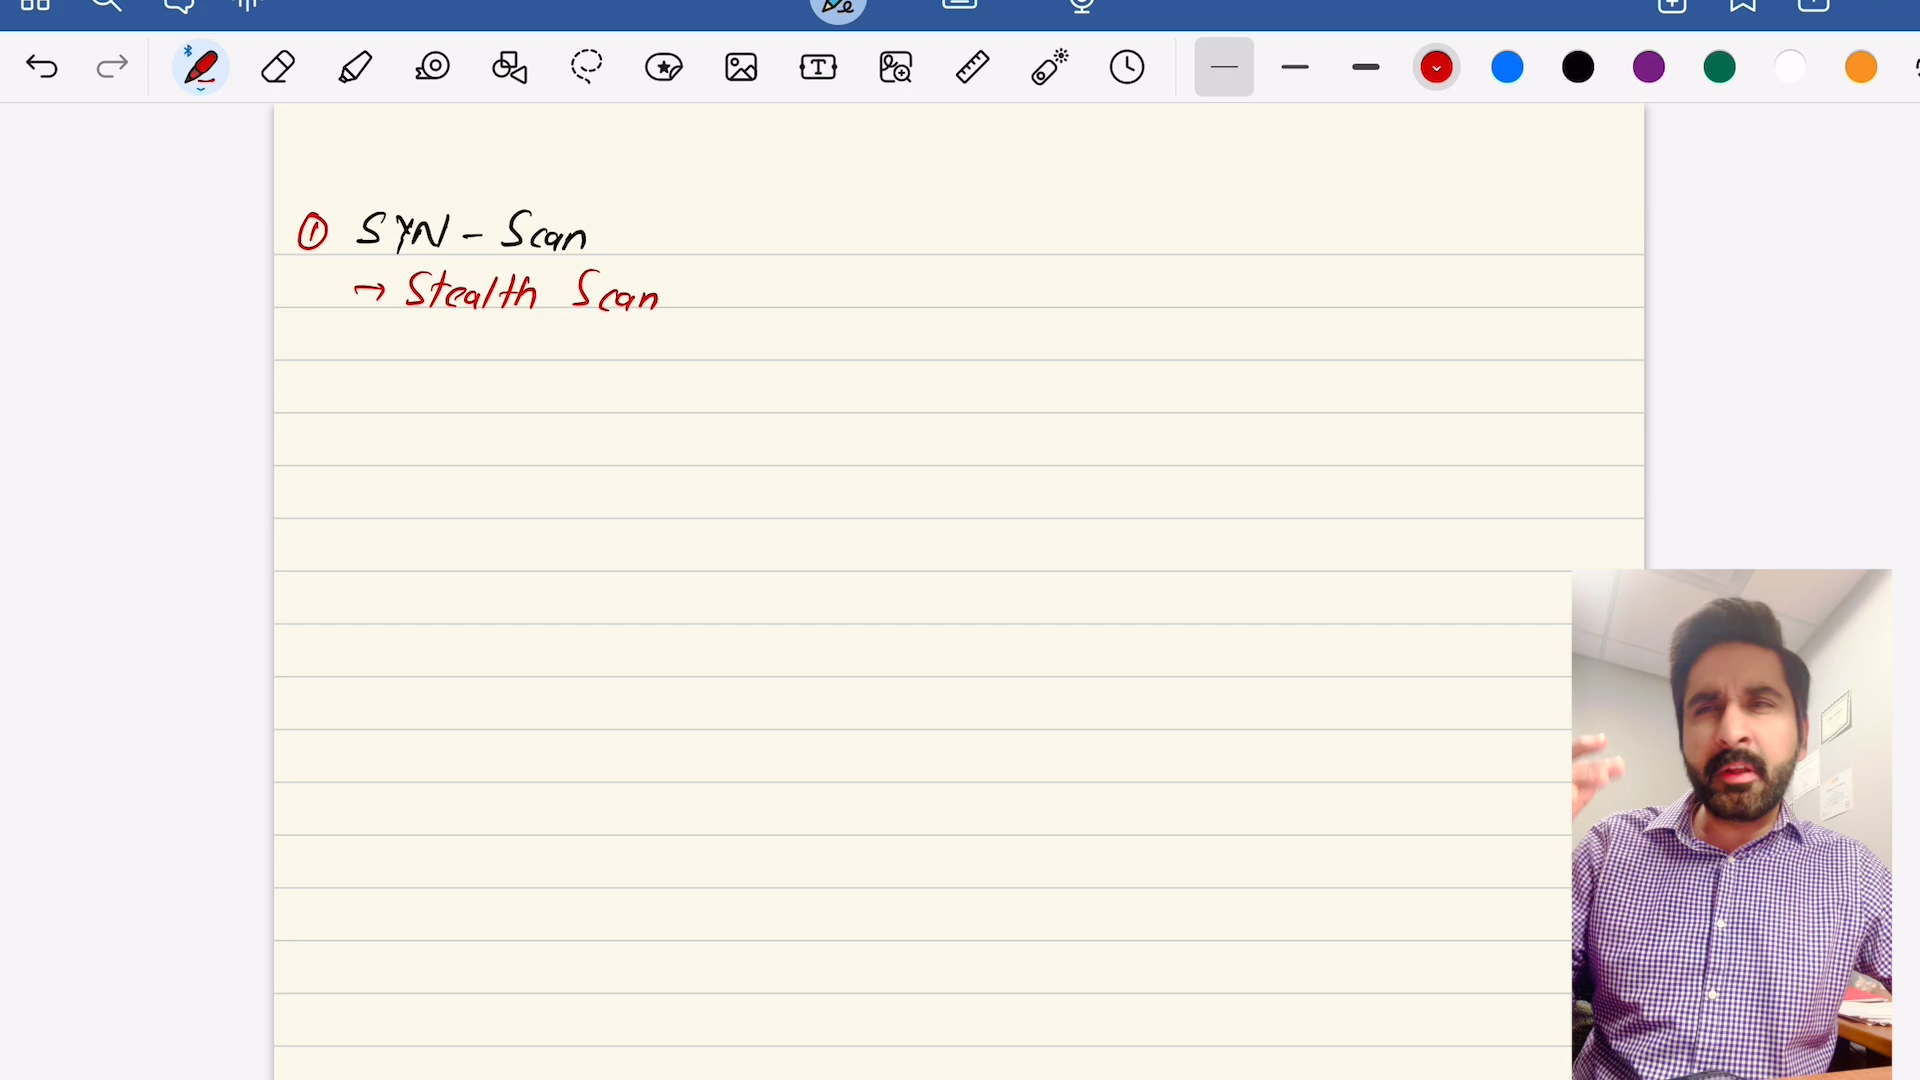 ① SYN - Scan
→ Stealth Scan